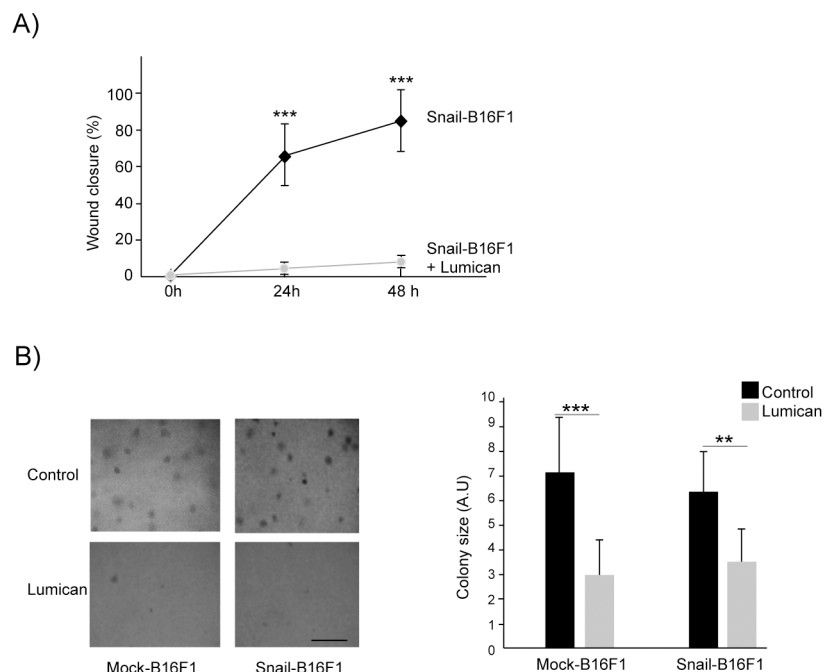 A)
Wound closure (%)
100
80
60
40
20
0
0h 24h 48 h
***
***
Snail-B16F1
Snail-B16F1
+ Lumican
B)
Control
Lumican
Mock-B16F1 Snail-B16F1
Colony size (A.U)
10
9
8
7
6
5
4
3
2
1
***
**
Control
Lumican
Mock-B16F1 Snail-B16F1